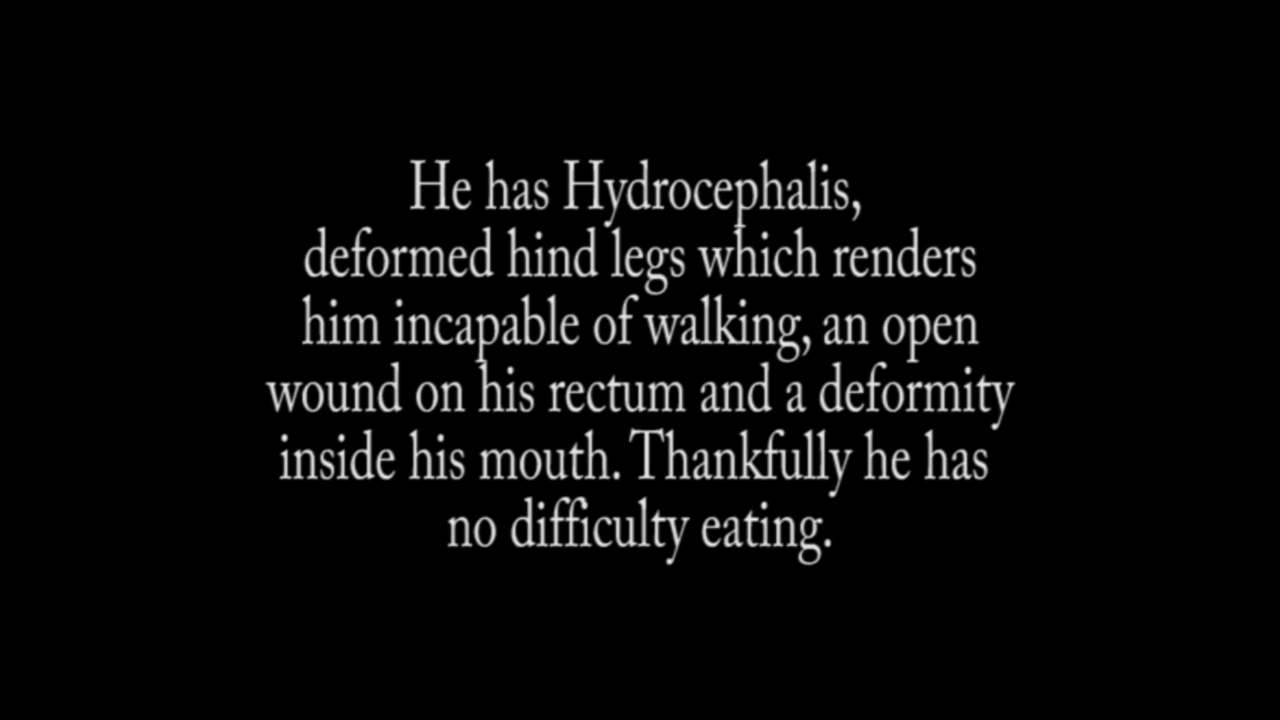 He has Hydrocephalis,
deformed hind legs which renders
him incapable of walking, an open
wound on his rectum and a deformity
inside his mouth. Thankfully he has
no difficulty eating.